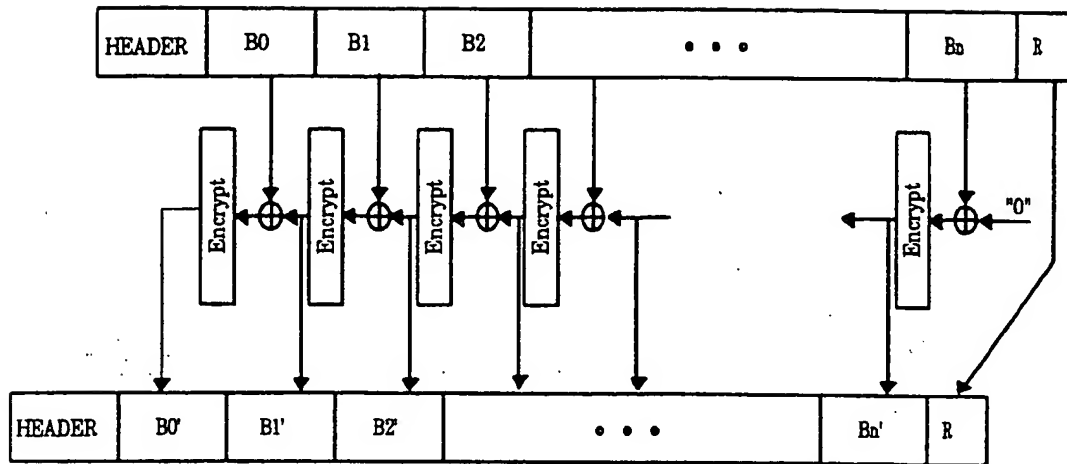 HEADER B0 B1 B2 • • • Bn R
Encrypt Encrypt Encrypt Encrypt Encrypt "0"
HEADER B0' B1' B2' • • • Bn' R